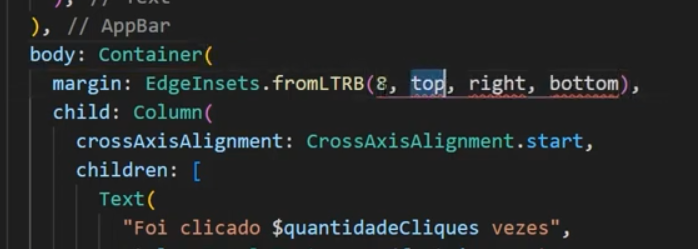 ), // Text
), // AppBar
body: Container(
margin: EdgeInsets.fromLTRB(8, top, right, bottom),
child: Column(
crossAxisAlignment: CrossAxisAlignment.start,
children: [
Text(
"Foi clicado $quantidadeCliques vezes",